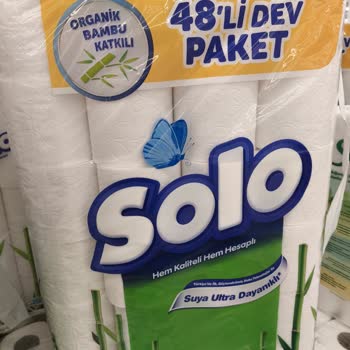 ORGANİK
BAMBU
KATKILI
48'Lİ DEV
PAKET
Solo
Hem Kaliteli Hem Hesaplı
Suya Ultra Dayanıklı*